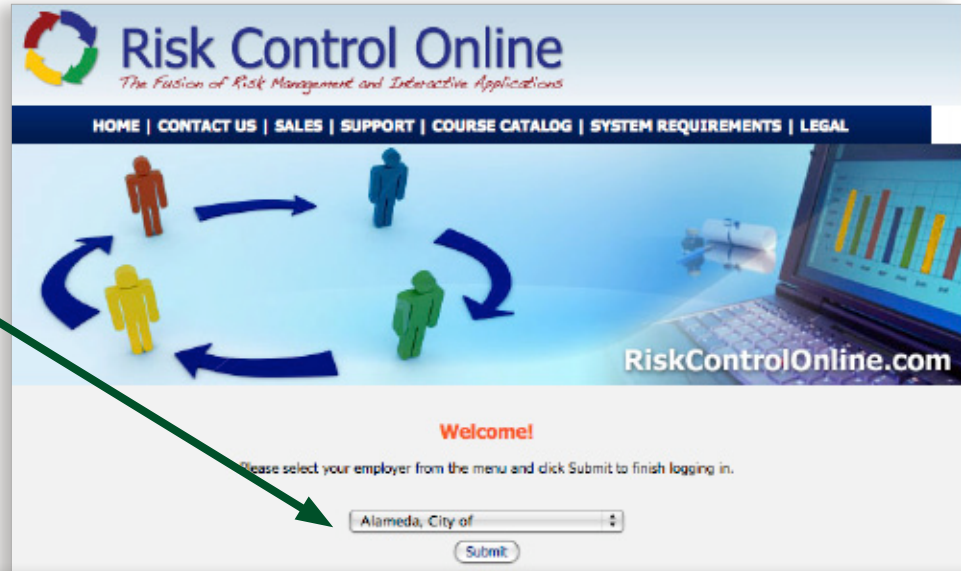 Risk Control Online
The Fusion of Risk Management and Interactive Applications
HOME | CONTACT US | SALES | SUPPORT | COURSE CATALOG | SYSTEM REQUIREMENTS | LEGAL
RiskControlOnline.com
Welcome!
Please select your employer from the menu and click Submit to finish logging in.
Alameda, City of
Submit